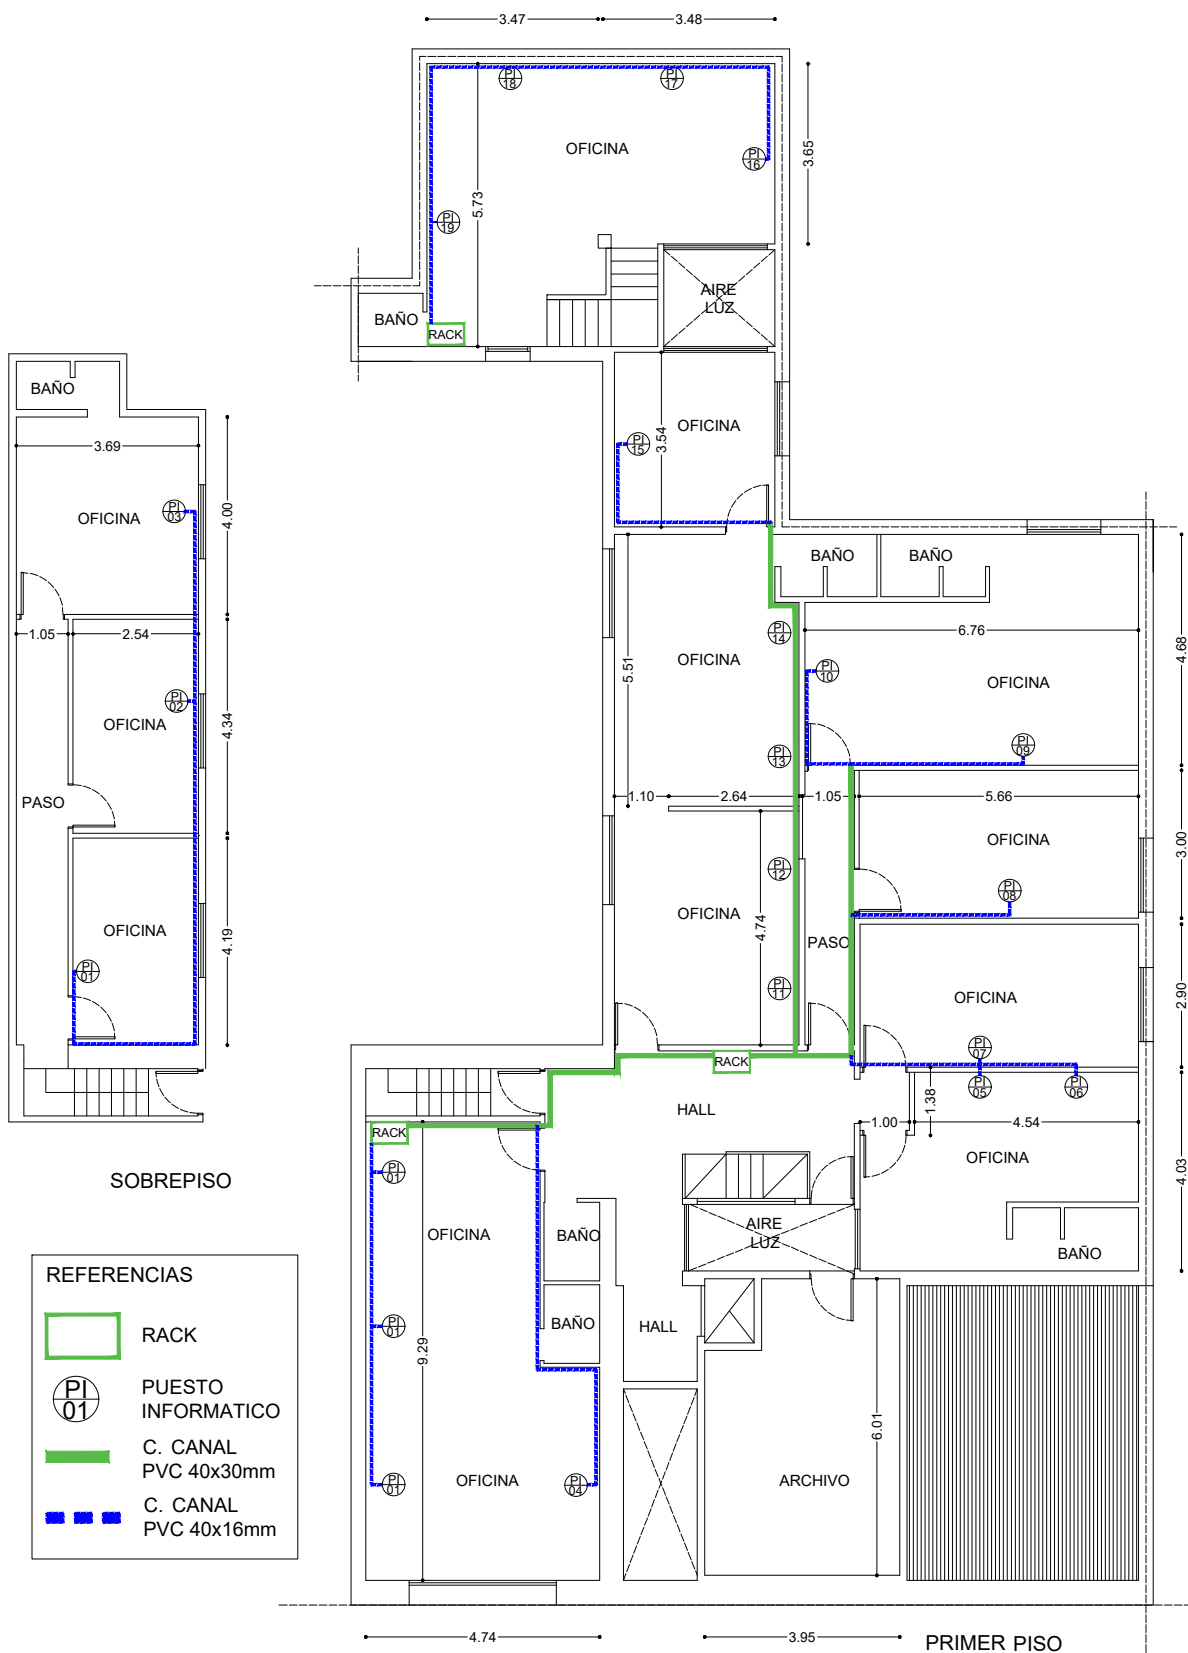 3.47
3.48
PI
18
PI
17
OFICINA
PI
16
3.65
5.73
PI
19
AIRE
LUZ
BAÑO
RACK
BAÑO
3.69
OFICINA
PI
03
4.00
OFICINA
PI
15
3.54
BAÑO
BAÑO
1.05
2.54
PI
02
OFICINA
4.34
PASO
OFICINA
PI
01
4.19
SOBREPISO
PI
14
6.76
4.68
OFICINA
5.51
PI
10
OFICINA
PI
09
PI
13
1.10
2.64
1.05
5.66
OFICINA
3.00
PI
12
PI
08
OFICINA
4.74
PASO
PI
11
OFICINA
2.90
PI
07
RACK
PI
05
PI
06
HALL
1.38
1.00
4.54
OFICINA
4.03
RACK
PI
01
OFICINA
BAÑO
AIRE
LUZ
BAÑO
PI
01
BAÑO
HALL
9.29
6.01
OFICINA
PI
01
PI
04
ARCHIVO
4.74
3.95
PRIMER PISO
REFERENCIAS
RACK
PI
01
PUESTO
INFORMATICO
C. CANAL
PVC 40x30mm
C. CANAL
PVC 40x16mm